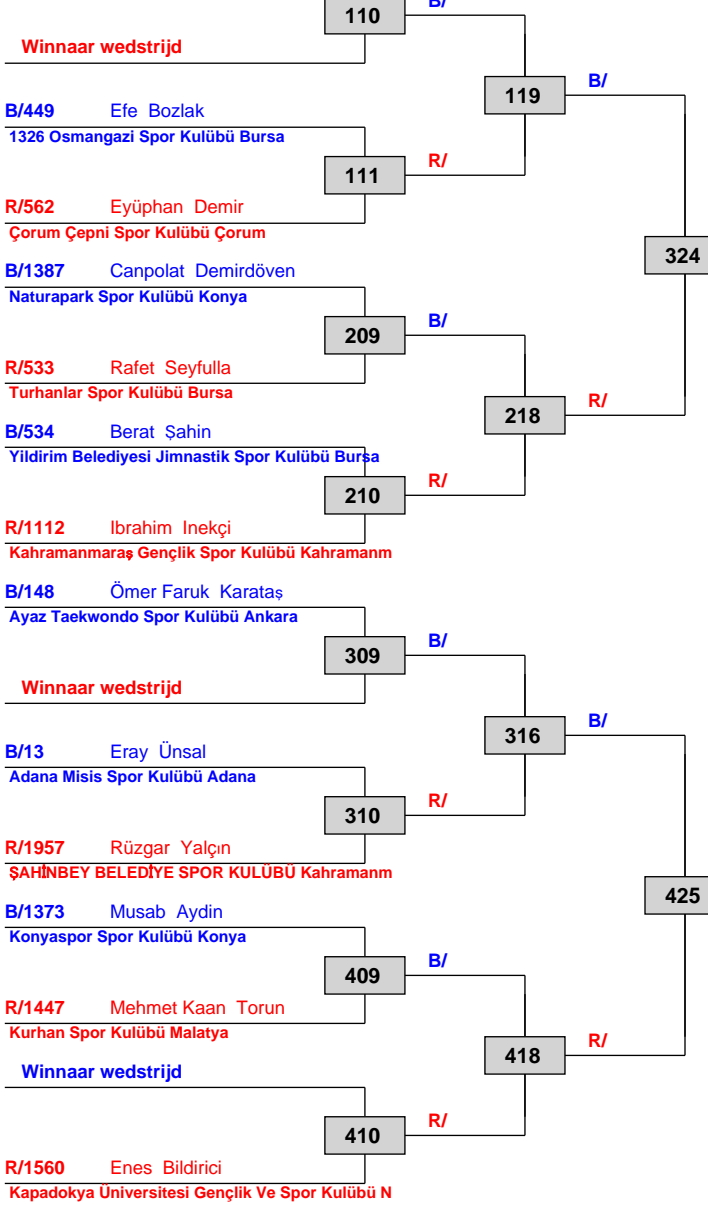 B/
110
Winnaar wedstrijd
119
B/
B/449 Efe Bozlak
1326 Osmangazi Spor Kulübü Bursa
111
R/
R/562 Eyüphan Demir
Çorum Çepni Spor Kulübü Çorum
324
B/1387 Canpolat Demirdöven
Naturapark Spor Kulübü Konya
209
B/
R/533 Rafet Seyfulla
Turhanlar Spor Kulübü Bursa
218
R/
B/534 Berat Şahin
Yildirim Belediyesi Jimnastik Spor Kulübü Bursa
210
R/
R/1112 Ibrahim Inekçi
Kahramanmaraş Gençlik Spor Kulübü Kahramanm
B/148 Ömer Faruk Karataş
Ayaz Taekwondo Spor Kulübü Ankara
309
B/
Winnaar wedstrijd
316
B/
B/13 Eray Ünsal
Adana Misis Spor Kulübü Adana
310
R/
R/1957 Rüzgar Yalçın
ŞAHİNBEY BELEDİYE SPOR KULÜBÜ Kahramanm
425
B/1373 Musab Aydin
Konyaspor Spor Kulübü Konya
409
B/
R/1447 Mehmet Kaan Torun
Kurhan Spor Kulübü Malatya
418
R/
Winnaar wedstrijd
410
R/
R/1560 Enes Bildirici
Kapadokya Üniversitesi Gençlik Ve Spor Kulübü N